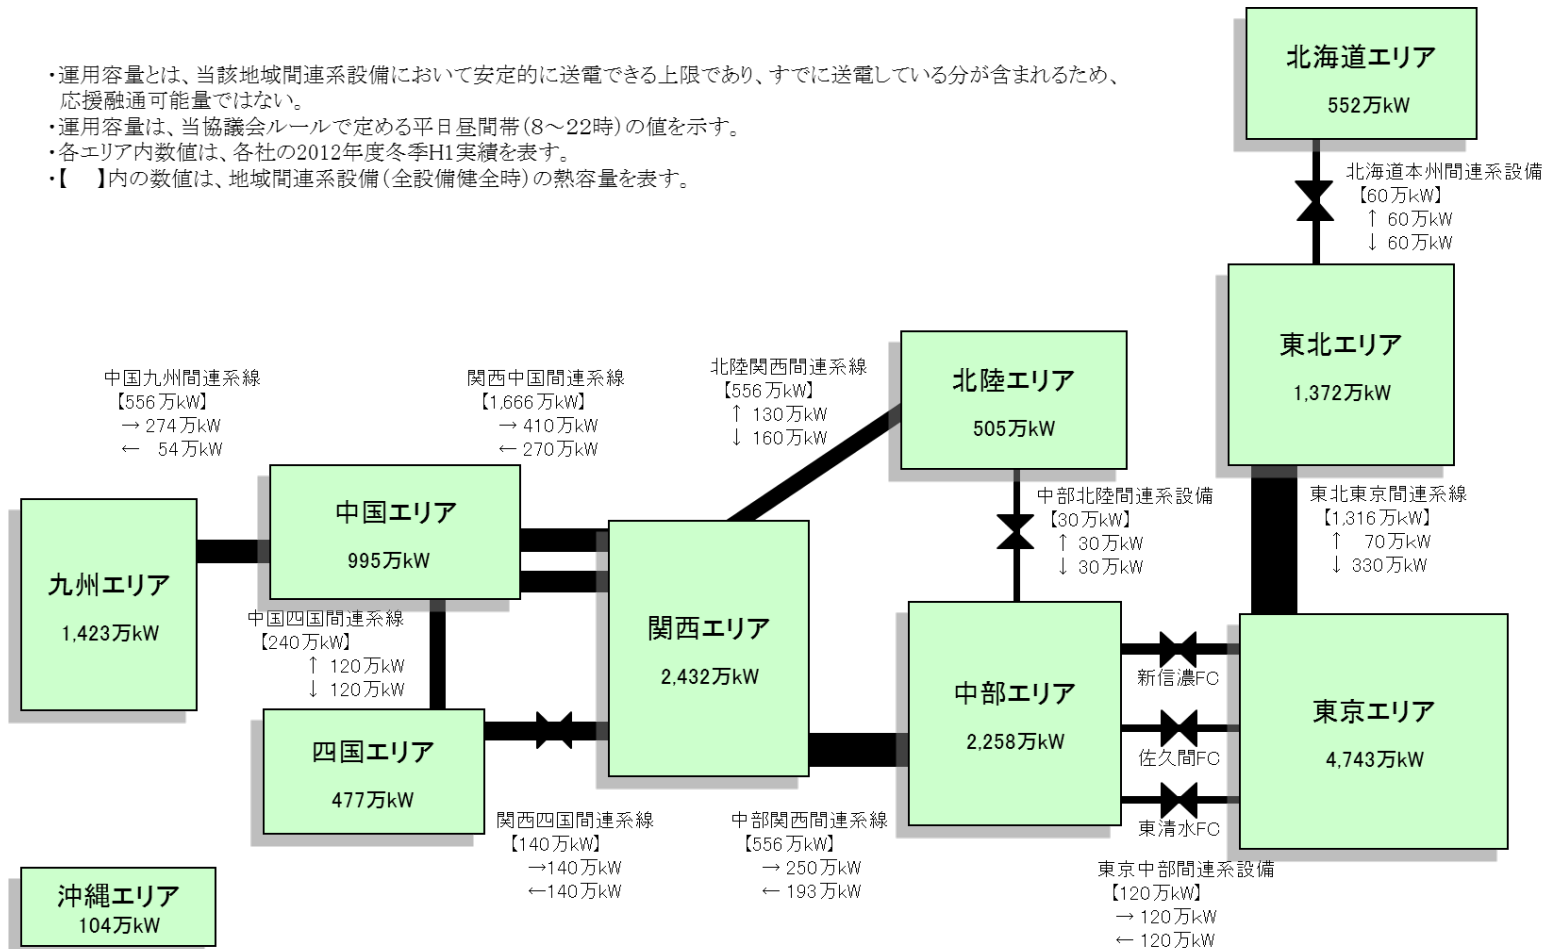 ・運用容量とは、当該地域間連系設備において安定的に送電できる上限であり、すでに送電している分が含まれるため、
応援融通可能量ではない。
・運用容量は、当協議会ルールで定める平日昼間帯(8～22時)の値を示す。
・各エリア内数値は、各社の2012年度冬季H1実績を表す。
・【　】内の数値は、地域間連系設備(全設備健全時)の熱容量を表す。
北海道エリア
552万kW
北海道本州間連系設備
【60万kW】
↑ 60万kW
↓ 60万kW
東北エリア
1,372万kW
北陸エリア
505万kW
北陸関西間連系線
【556万kW】
↑ 130万kW
↓ 160万kW
関西中国間連系線
【1,666万kW】
→ 410万kW
← 270万kW
中国九州間連系線
【556万kW】
→ 274万kW
← 54万kW
中国エリア
995万kW
九州エリア
1,423万kW
中国四国間連系線
【240万kW】
↑ 120万kW
↓ 120万kW
関西エリア
2,432万kW
中部北陸間連系設備
【30万kW】
↑ 30万kW
↓ 30万kW
東北東京間連系線
【1,316万kW】
↑ 70万kW
↓ 330万kW
四国エリア
477万kW
中部エリア
2,258万kW
新信濃FC
佐久間FC
東清水FC
東京エリア
4,743万kW
関西四国間連系線
【140万kW】
→140万kW
←140万kW
中部関西間連系線
【556万kW】
→ 250万kW
← 193万kW
東京中部間連系設備
【120万kW】
→ 120万kW
← 120万kW
沖縄エリア
104万kW